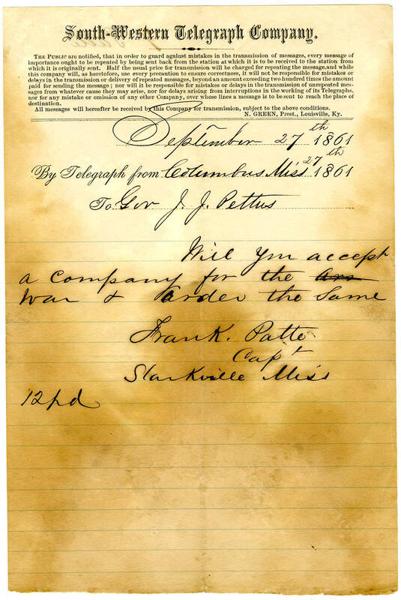 South-Western Telegraph Company.
THE PUBLIC are notified, that in order to guard against mistakes in the transmission of messages, every message of
importance ought to be repeated by being sent back from the station at which it is to be received to the station from
which it is originally sent. Half the usual price for transmission will be charged for repeating the message, and while
this company will, as heretofore, use every precaution to ensure correctness, it will not be responsible for mistakes or
delays in the transmission or delivery of repeated messages, beyond an amount exceeding two hundred times the amount
paid for sending the message; nor will it be responsible for mistakes or delays in the transmission of unrepeated mes-
sages from whatever cause they may arise, nor for delays arising from interruptions in the working of its Telegraphs,
nor for any mistake or omission of any other Company, over whose lines a message is to be sent to reach the place of
destination.
All messages will hereafter be received by this Company for transmission, subject to the above conditions.
N. GREEN, Prest., Louisville, Ky.
September 27th 1861
By Telegraph from Columbus Miss 27th 1861
To Gov J. J. Pettus
Will you accept
a company for the
war & order the same
Frank. Patte
Capt
Starkville Miss
12 pd